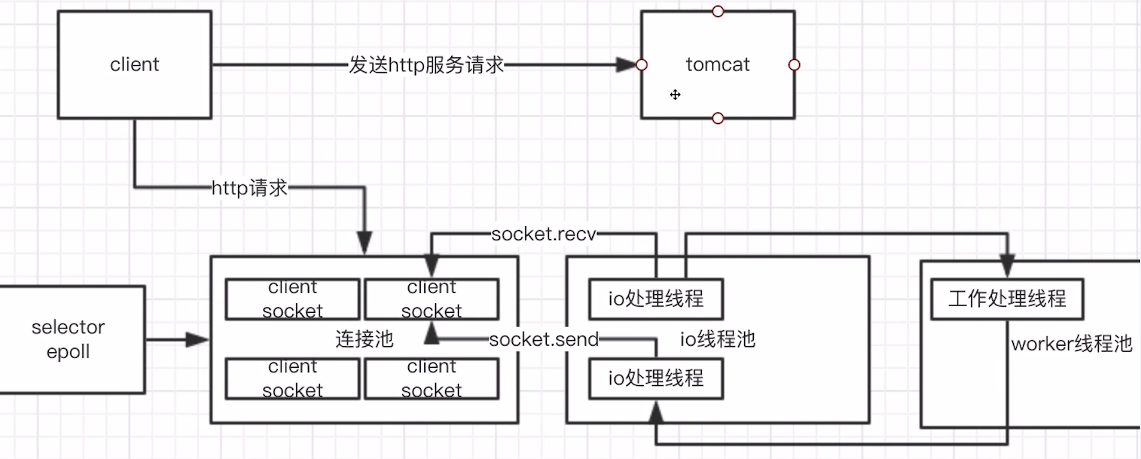 client
发送http服务请求
tomcat
http请求
socket.recv
client
socket
client
socket
io处理线程
工作处理线程
selector
epoll
连接池
socket.send
io线程池
worker线程池
client
socket
client
socket
io处理线程